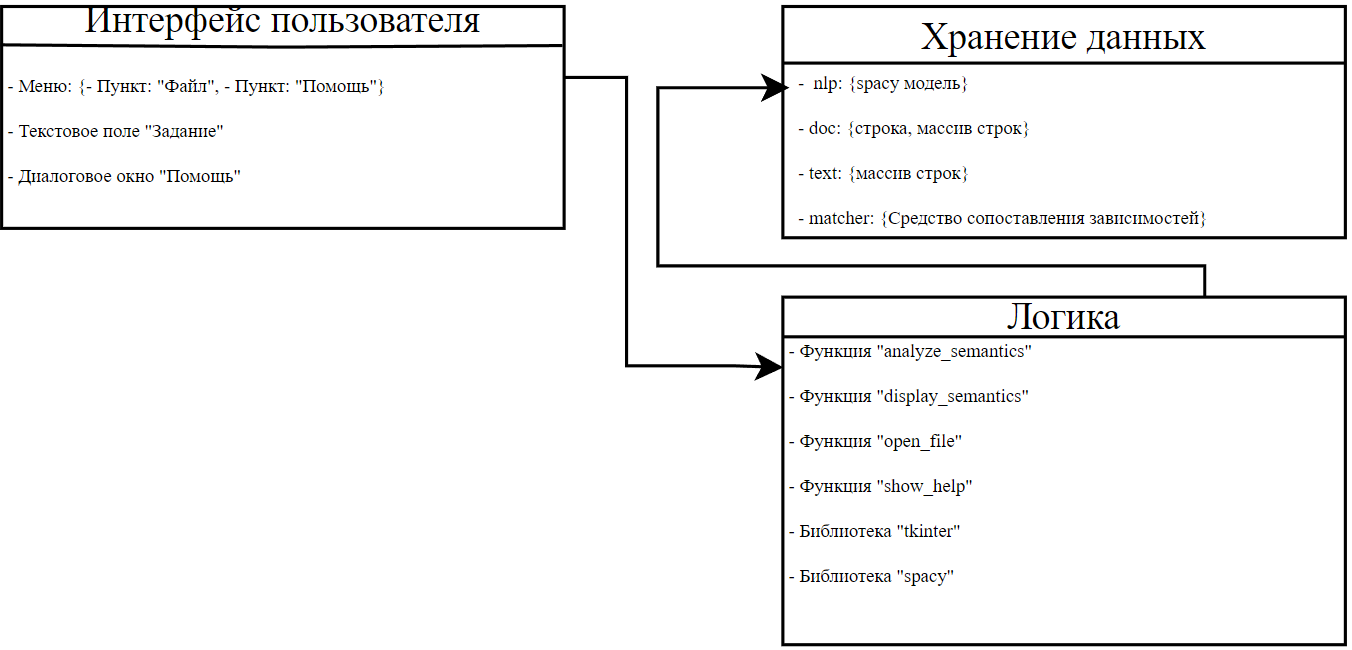 Интерфейс пользователя
- Меню: {- Пункт: "Файл", - Пункт: "Помощь"}
- Текстовое поле "Задание"
- Диалоговое окно "Помощь"
Хранение данных
- nlp: {spacy модель}
- doc: {строка, массив строк}
- text: {массив строк}
- matcher: {Средство сопоставления зависимостей}
Логика
- Функция "analyze_semantics"
- Функция "display_semantics"
- Функция "open_file"
- Функция "show_help"
- Библиотека "tkinter"
- Библиотека "spacy"